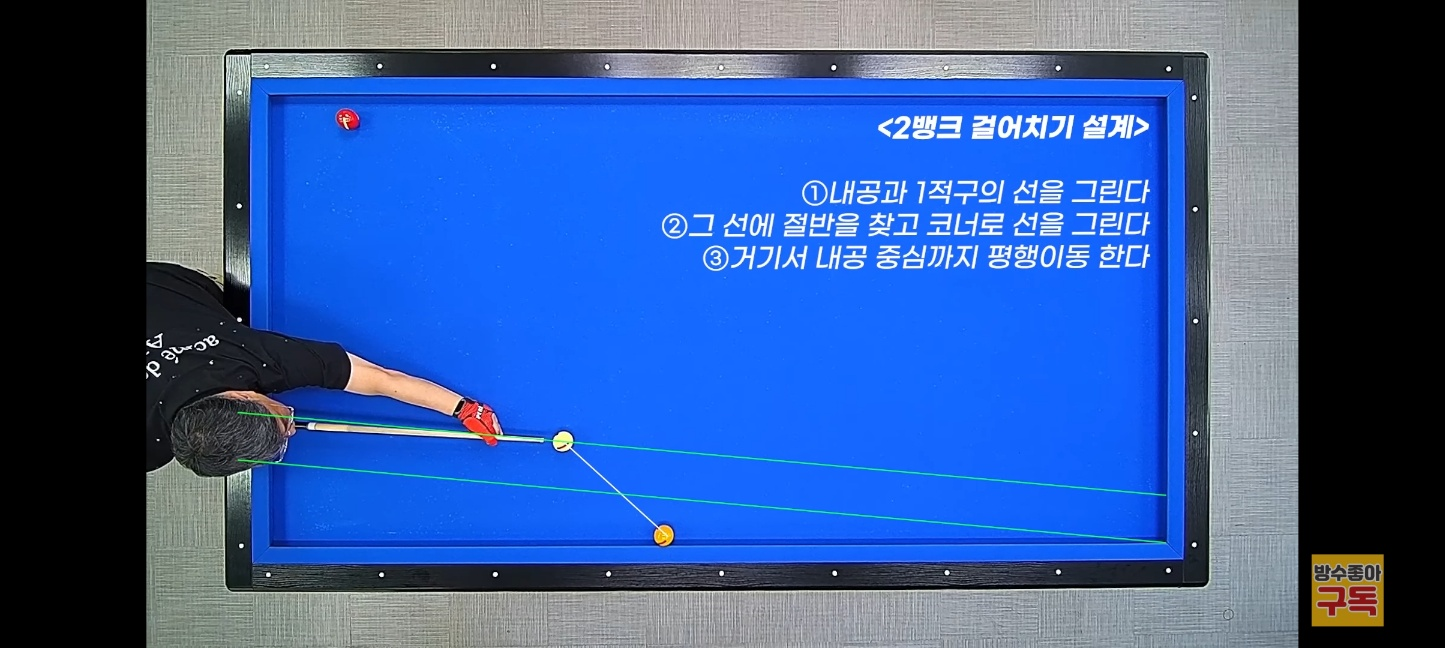 <2뱅크 걸어치기 설계>
①내공과 1적구의 선을 그린다
②그 선에 절반을 찾고 코너로 선을 그린다
③거기서 내공 중심까지 평행이동 한다
방수좋아
구독